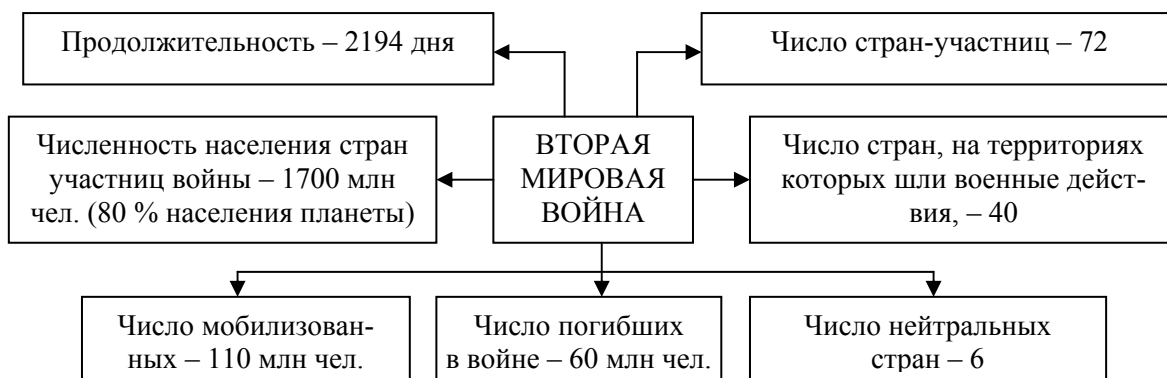 Продолжительность – 2194 дня
Число стран-участниц – 72
Численность населения стран
участниц войны – 1700 млн
чел. (80 % населения планеты)
ВТОРАЯ
МИРОВАЯ
ВОЙНА
Число стран, на территориях
которых шли военные дейст-
вия, – 40
Число мобилизован-
ных – 110 млн чел.
Число погибших
в войне – 60 млн чел.
Число нейтральных
стран – 6